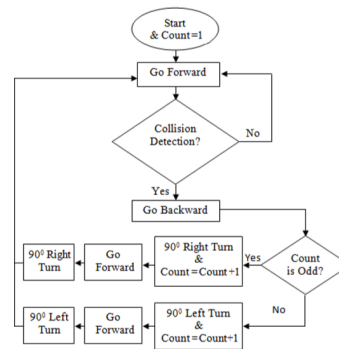 Start
& Count=1
Go Forward
Collision
Detection?
No
Yes
Go Backward
Count
is Odd?
Yes
90⁰ Right Turn
&
Count=Count+1
Go
Forward
90⁰ Right
Turn
No
90⁰ Left Turn
&
Count=Count+1
Go
Forward
90⁰ Left
Turn